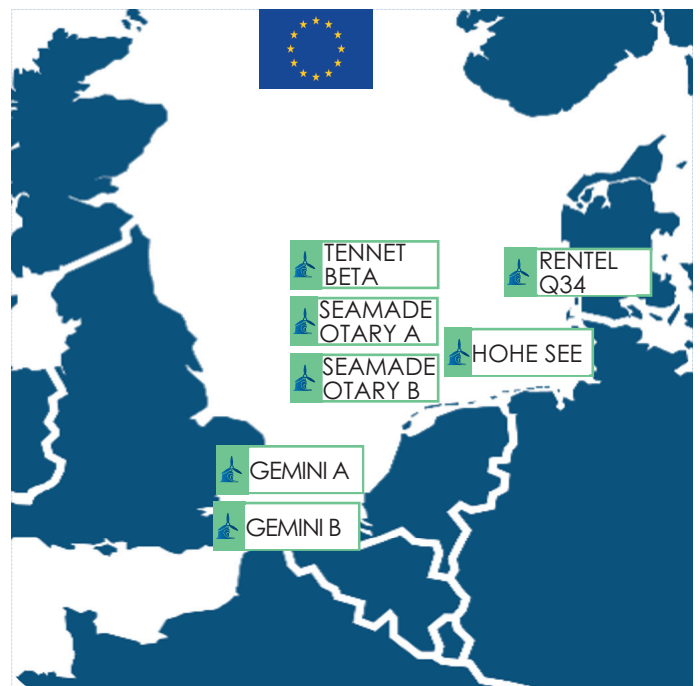 TENNET
BETA
RENTEL
Q34
SEAMADE
OTARY A
HOHE SEE
SEAMADE
OTARY B
GEMINI A
GEMINI B